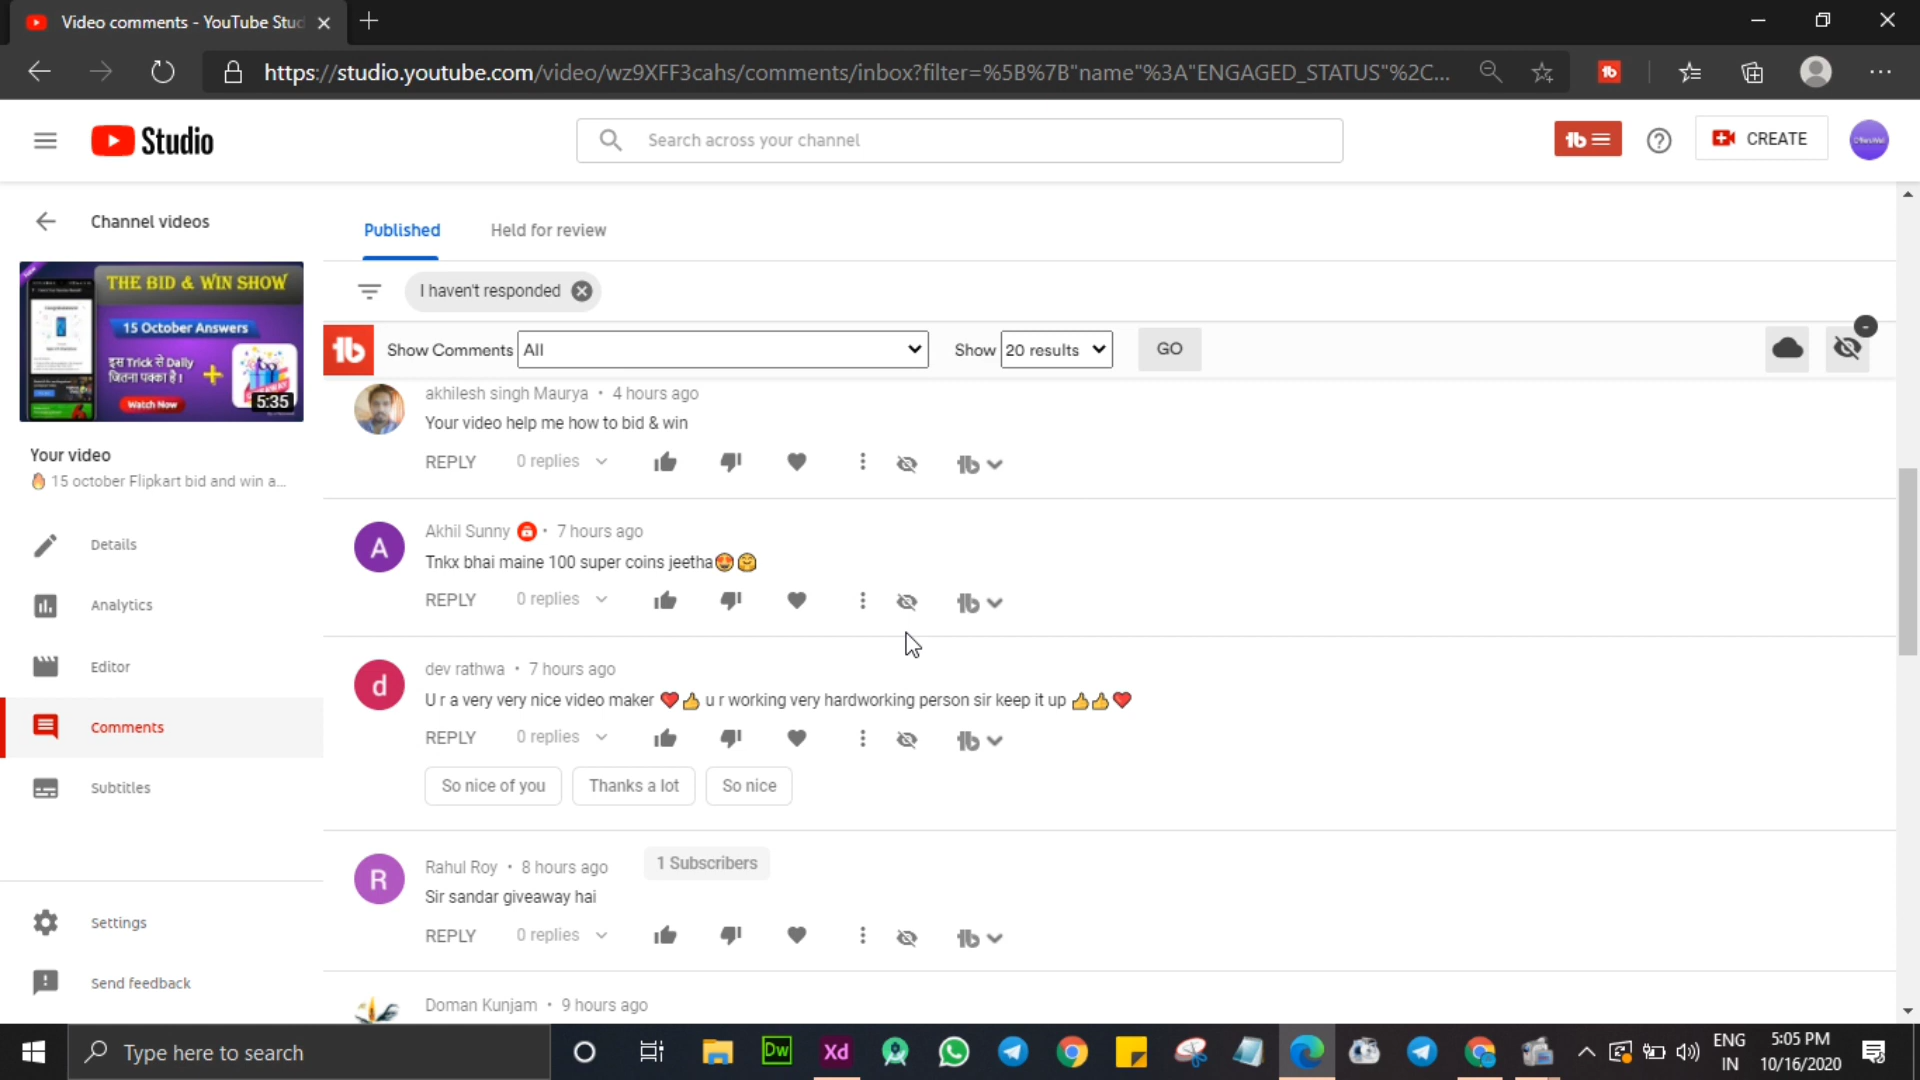 Video comments - YouTube Stud
https://studio.youtube.com/video/wz9XFF3cahs/comments/inbox?filter=%5B%7B"name"%3A"ENGAGED_STATUS"%2C...
Studio
Search across your channel
CREATE
Channel videos
THE BID & WIN SHOW
15 October Answers
इस Trick से Daily
जितना पक्का है।
Watch Now
5:35
Your video
🔥 15 october Flipkart bid and win a...
Details
Analytics
Editor
Comments
Subtitles
Settings
Send feedback
Published
Held for review
I haven't responded
Show Comments All
Show 20 results
GO
akhilesh singh Maurya • 4 hours ago
Your video help me how to bid & win
REPLY 0 replies
Akhil Sunny • 7 hours ago
Tnkx bhai maine 100 super coins jeetha😍🤗
REPLY 0 replies
dev rathwa • 7 hours ago
U r a very very nice video maker ❤️👍 u r working very hardworking person sir keep it up 👍👍❤️
REPLY 0 replies
So nice of you
Thanks a lot
So nice
Rahul Roy • 8 hours ago
1 Subscribers
Sir sandar giveaway hai
REPLY 0 replies
Doman Kunjam • 9 hours ago
Type here to search
Dw
Xd
ENG
IN
5:05 PM
10/16/2020